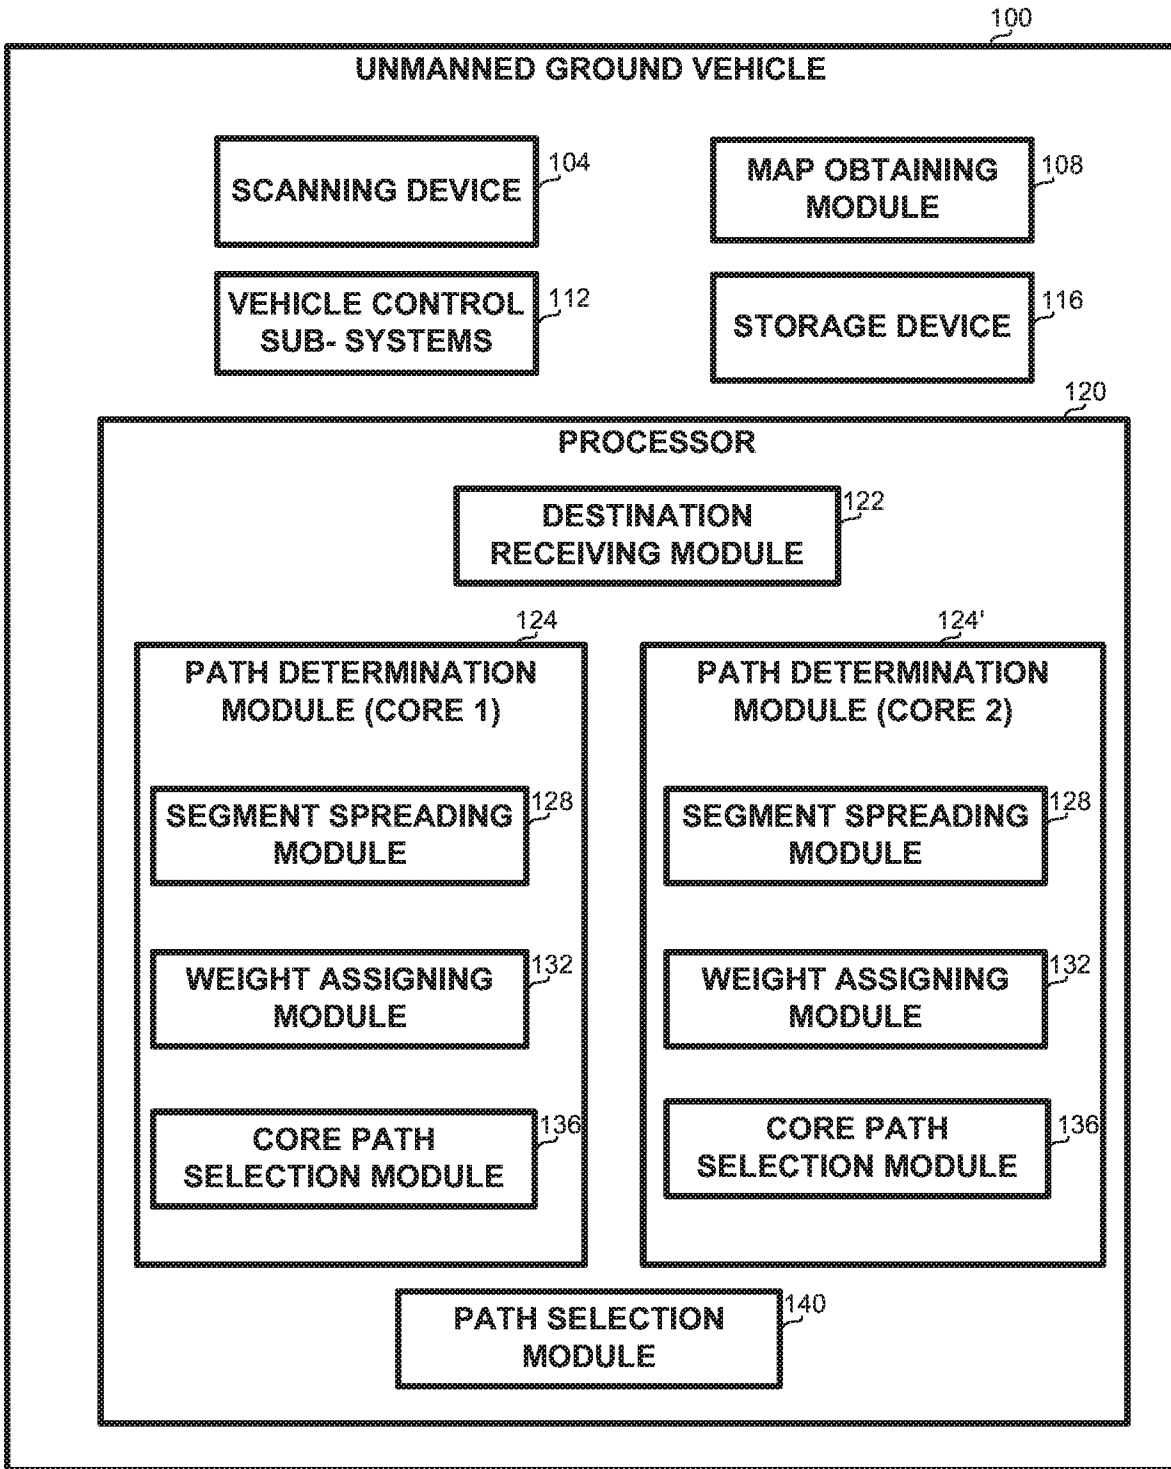 100
UNMANNED GROUND VEHICLE
SCANNING DEVICE
104
MAP OBTAINING
MODULE
108
VEHICLE CONTROL
SUB- SYSTEMS
112
STORAGE DEVICE
116
120
PROCESSOR
DESTINATION
RECEIVING MODULE
122
124
PATH DETERMINATION
MODULE (CORE 1)
SEGMENT SPREADING
MODULE
128
WEIGHT ASSIGNING
MODULE
132
CORE PATH
SELECTION MODULE
136
124'
PATH DETERMINATION
MODULE (CORE 2)
SEGMENT SPREADING
MODULE
128
WEIGHT ASSIGNING
MODULE
132
CORE PATH
SELECTION MODULE
136
PATH SELECTION
MODULE
140